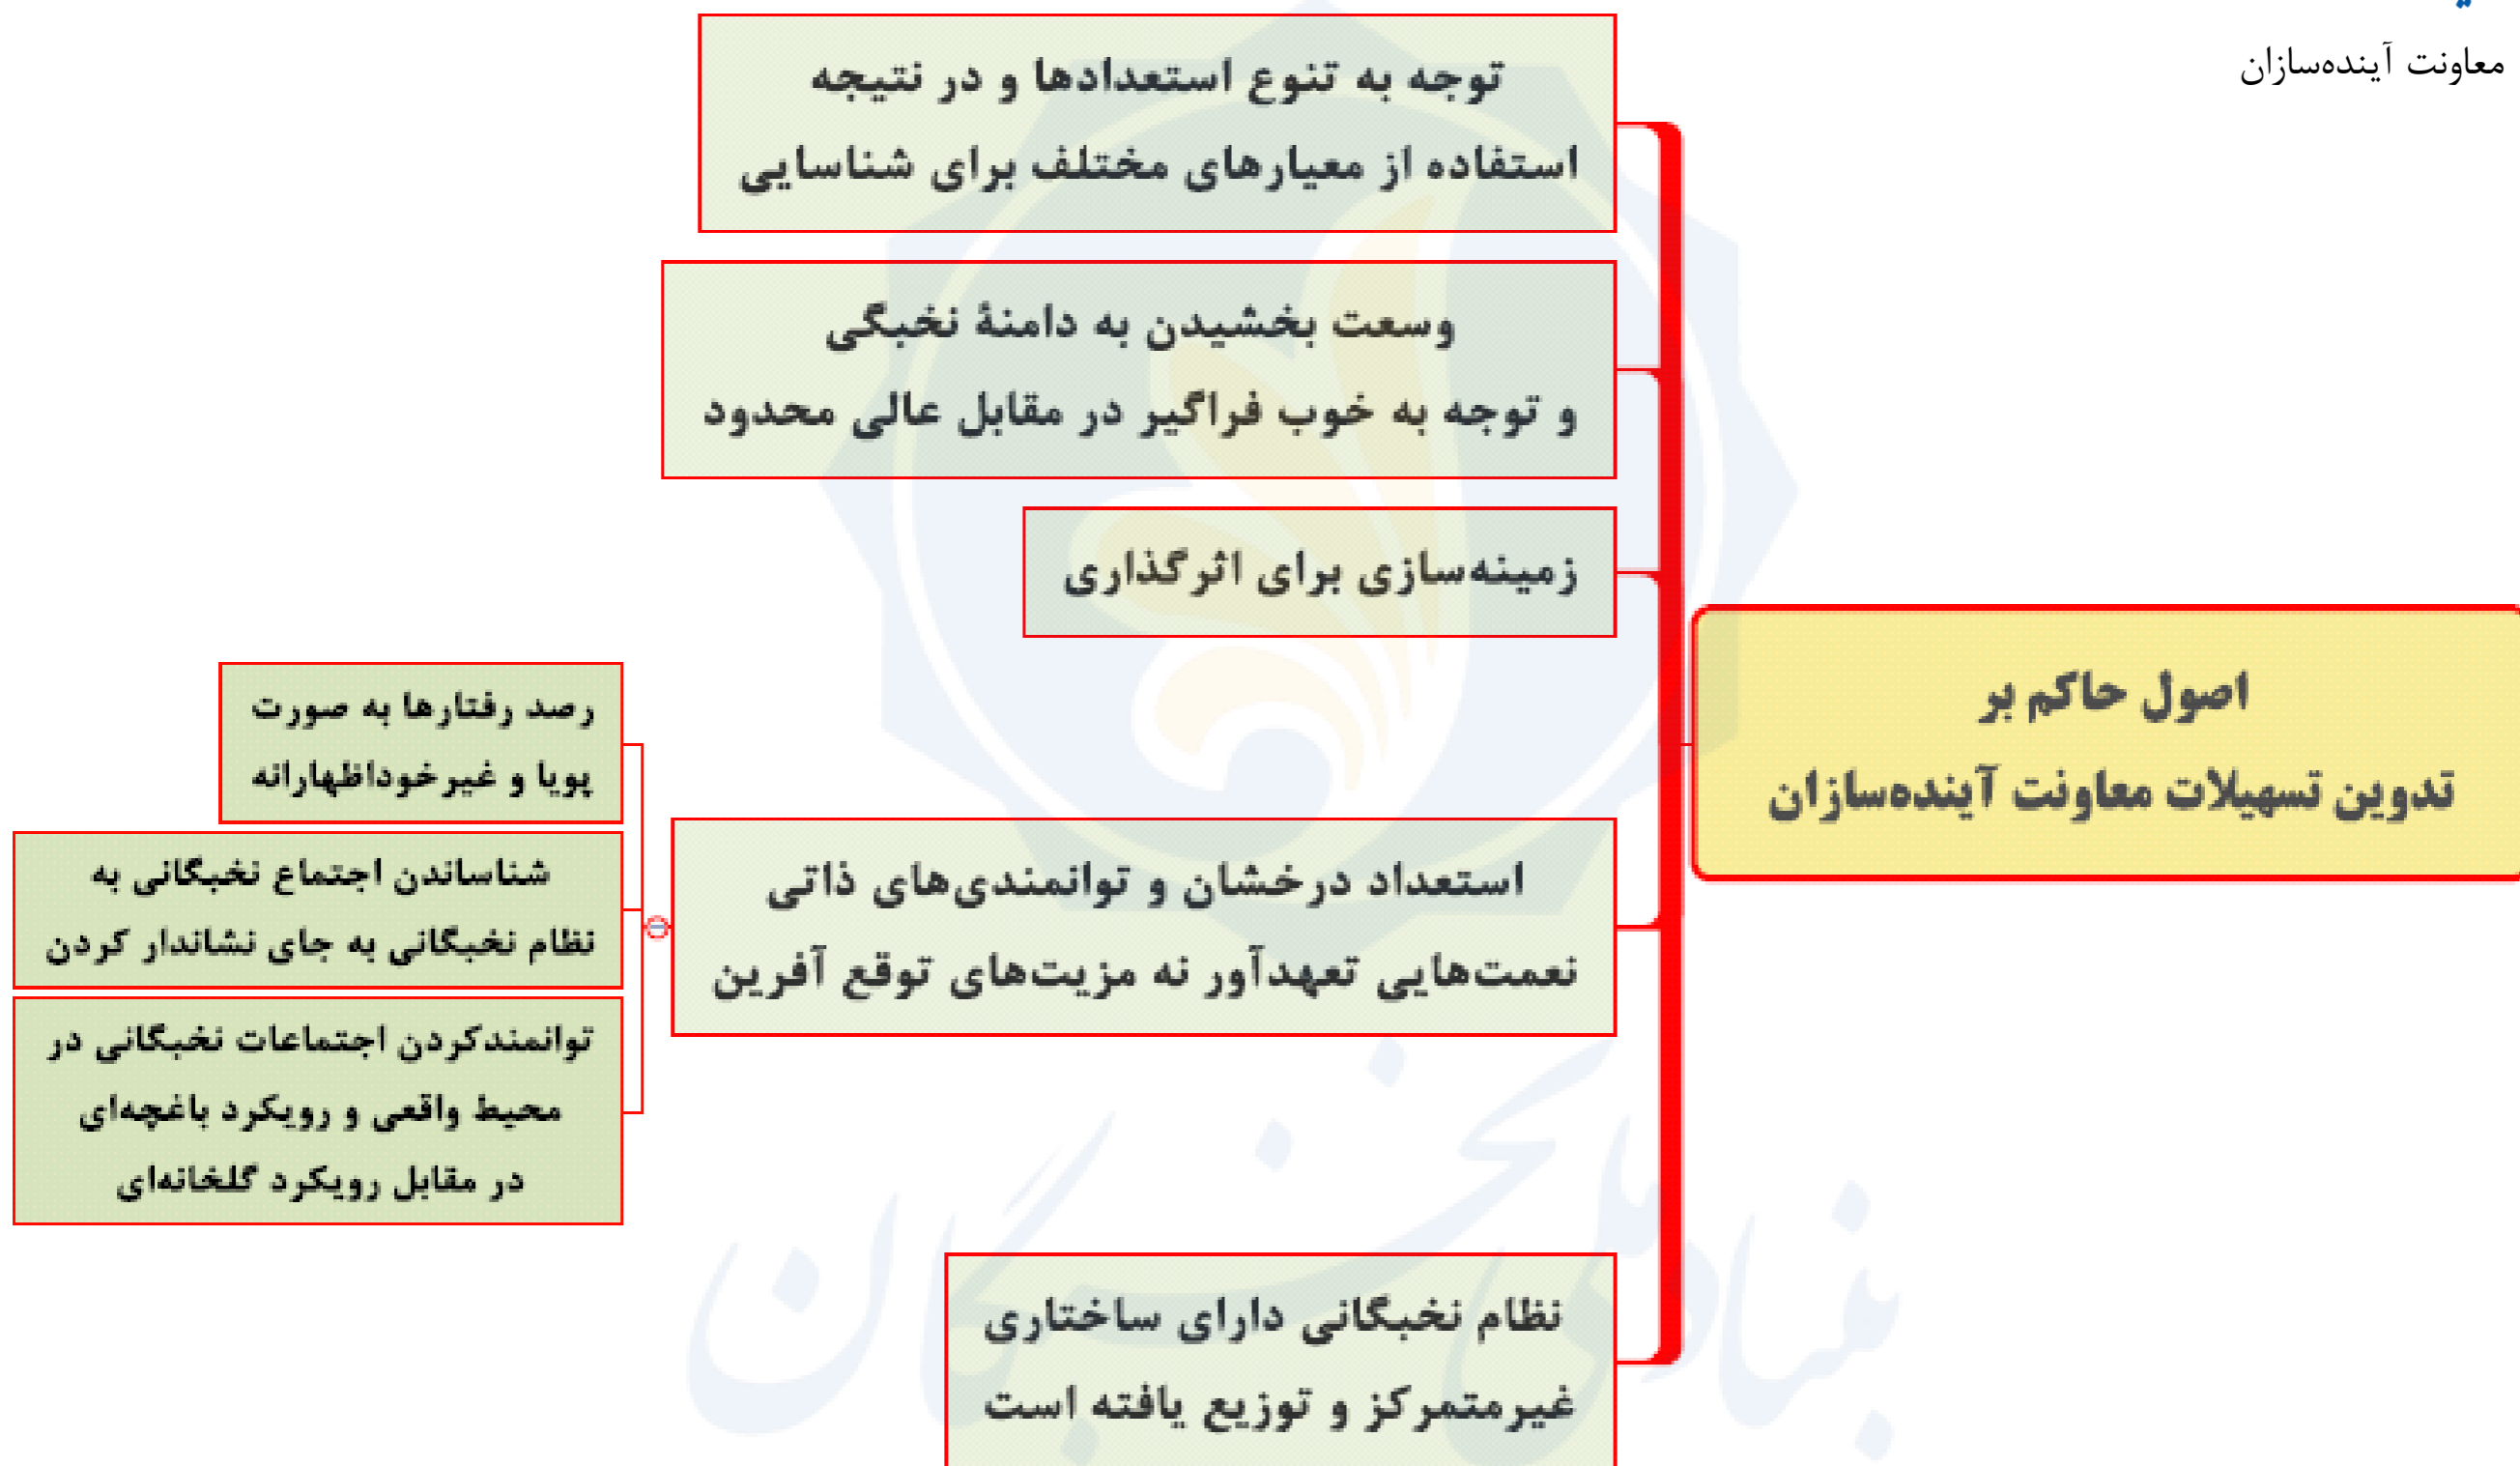 معاونت آینده‌سازان
اصول حاکم بر
تدوین تسهیلات معاونت آینده‌سازان
توجه به تنوع استعدادها و در نتیجه
استفاده از معیارهای مختلف برای شناسایی
وسعت بخشیدن به دامنۀ نخبگی
و توجه به خوب فراگیر در مقابل عالی محدود
زمینه‌سازی برای اثرگذاری
استعداد درخشان و توانمندی‌های ذاتی
نعمت‌هایی تعهدآور نه مزیت‌های توقع آفرین
رصد رفتارها به صورت
پویا و غیرخوداظهارانه
شناساندن اجتماع نخبگانی به
نظام نخبگانی به جای نشاندار کردن
توانمندکردن اجتماعات نخبگانی در
محیط واقعی و رویکرد باغچه‌ای
در مقابل رویکرد گلخانه‌ای
نظام نخبگانی دارای ساختاری
غیرمتمرکز و توزیع یافته است
بنیاد ملی نخبگان